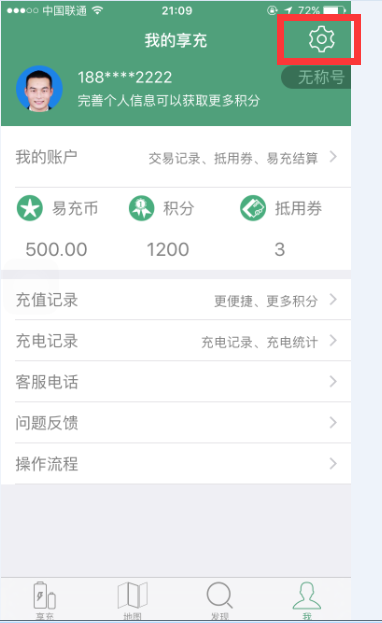 中国联通 21:09 72%
我的享充
188****2222 无称号
完善个人信息可以获取更多积分
我的账户 交易记录、抵用券、易充结算
易充币 积分 抵用券
500.00 1200 3
充值记录 更便捷、更多积分
充电记录 充电记录、充电统计
客服电话
问题反馈
操作流程
享充 地图 发现 我